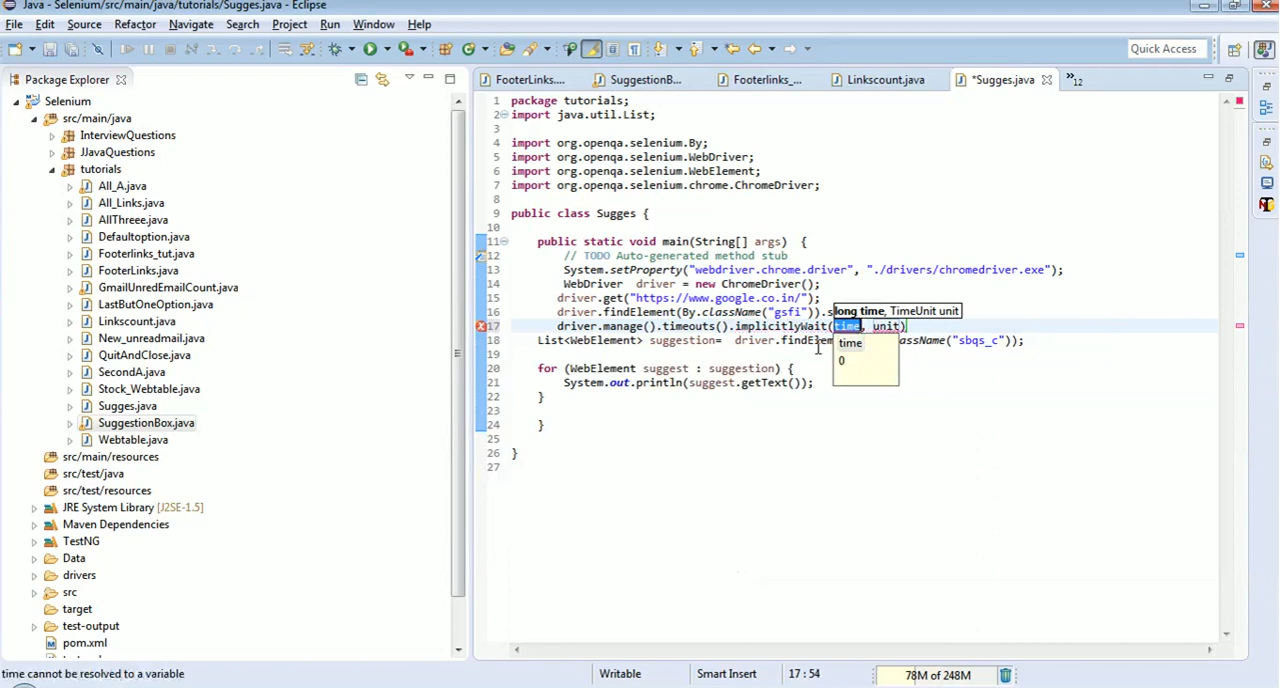 Java - Selenium/src/main/java/tutorials/Sugges.java - Eclipse
File Edit Source Refactor Navigate Search Project Run Window Help
Quick Access
Package Explorer
FooterLinks.... SuggestionB... Footerlinks_... Linkscount.java *Sugges.java »12
Selenium
src/main/java
InterviewQuestions
JJavaQuestions
tutorials
All_A.java
All_Links.java
AllThreee.java
Defaultoption.java
Footerlinks_tut.java
FooterLinks.java
GmailUnredEmailCount.java
LastButOneOption.java
Linkscount.java
New_unreadmail.java
QuitAndClose.java
SecondA.java
Stock_Webtable.java
Sugges.java
SuggestionBox.java
Webtable.java
src/main/resources
src/test/java
src/test/resources
JRE System Library [J2SE-1.5]
Maven Dependencies
TestNG
Data
drivers
src
target
test-output
pom.xml
1 package tutorials;
2 import java.util.List;
3
4 import org.openqa.selenium.By;
5 import org.openqa.selenium.WebDriver;
6 import org.openqa.selenium.WebElement;
7 import org.openqa.selenium.chrome.ChromeDriver;
8
9 public class Sugges {
10
11 public static void main(String[] args) {
12 // TODO Auto-generated method stub
13 System.setProperty("webdriver.chrome.driver", "./drivers/chromedriver.exe");
14 WebDriver driver = new ChromeDriver();
15 driver.get("https://www.google.co.in/");
16 driver.findElement(By.className("gsfi")).s
long time, TimeUnit unit
17 driver.manage().timeouts().implicitlyWait(time, unit)
18 List<WebElement> suggestion= driver.findElem lassName("sbqs_c"));
time
0
19
20 for (WebElement suggest : suggestion) {
21 System.out.println(suggest.getText());
22 }
23
24 }
25
26 }
27
time cannot be resolved to a variable Writable Smart Insert 17 : 54 78M of 248M